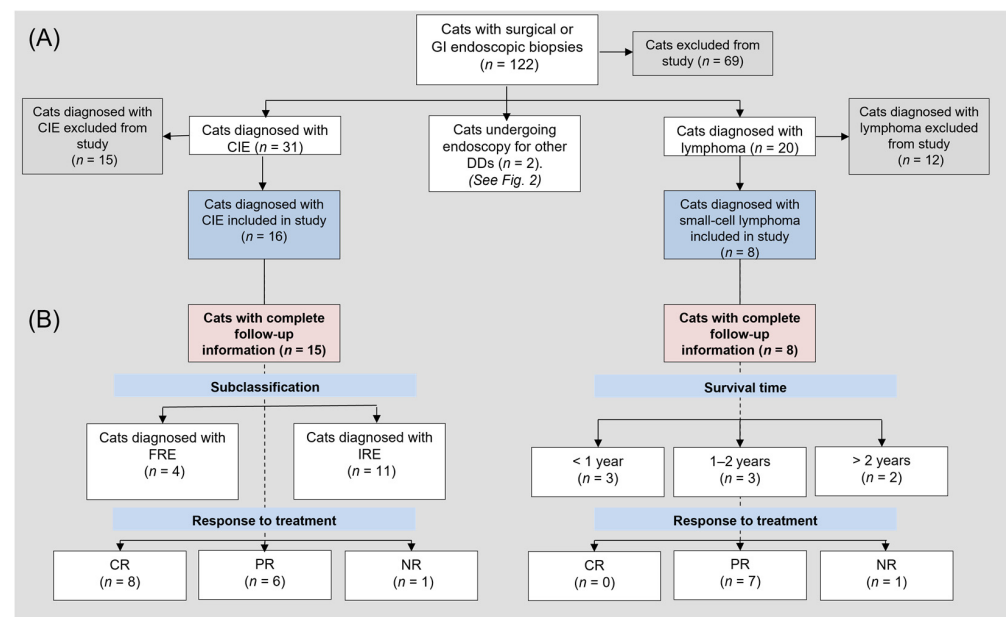 (A)
Cats with surgical or
GI endoscopic biopsies
(n = 122)
Cats excluded from
study (n = 69)
Cats diagnosed with
CIE excluded from
study
(n = 15)
Cats diagnosed with
CIE (n = 31)
Cats undergoing
endoscopy for other
DDs (n = 2).
(See Fig. 2)
Cats diagnosed with
lymphoma (n = 20)
Cats diagnosed with
lymphoma excluded
from study
(n = 12)
Cats diagnosed with
CIE included in study
(n = 16)
Cats diagnosed with
small-cell lymphoma
included in study
(n = 8)
(B)
Cats with complete
follow-up
information (n = 15)
Cats with complete
follow-up
information (n = 8)
Subclassification
Survival time
Cats diagnosed with
FRE
(n = 4)
Cats diagnosed with
IRE
(n = 11)
< 1 year
(n = 3)
1–2 years
(n = 3)
> 2 years
(n = 2)
Response to treatment
Response to treatment
CR
(n = 8)
PR
(n = 6)
NR
(n = 1)
CR
(n = 0)
PR
(n = 7)
NR
(n = 1)